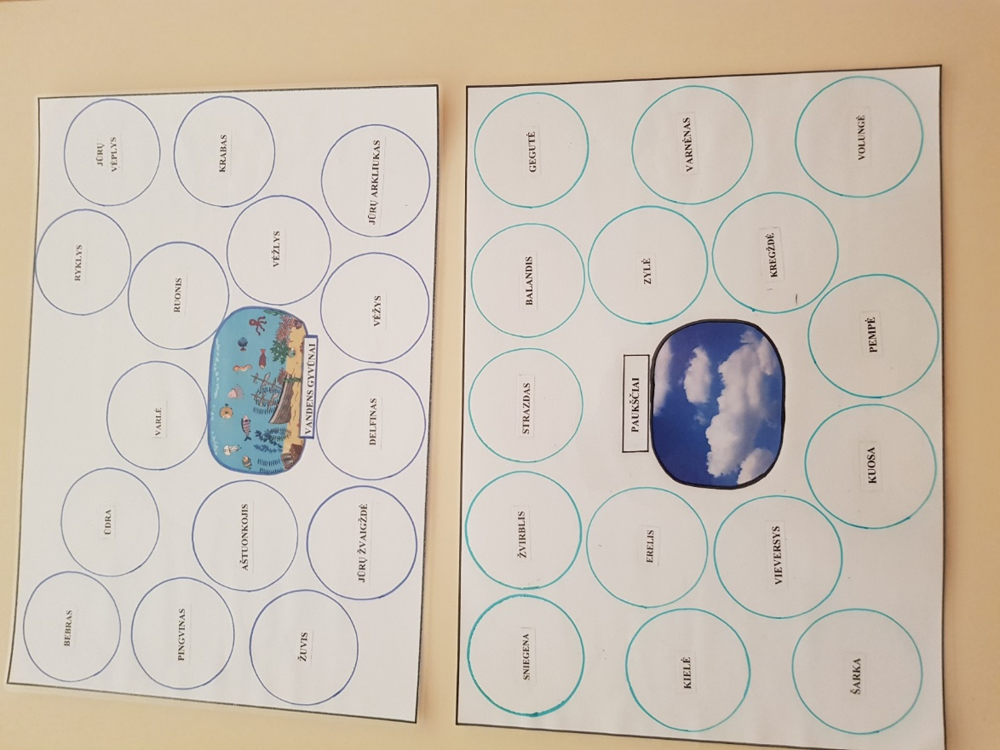 BEBRAS
ŪDRA
RYKLYS
JŪRŲ
VĖPLYS
PINGVINAS
VARLĖ
RUONIS
KRABAS
AŠTUONKOJIS
VĖŽLYS
ŽUVIS
VANDENS GYVŪNAI
JŪRŲ ŽVAIGŽDĖ
DELFINAS
VĖŽYS
JŪRŲ ARKLIUKAS
SNIEGENA
ŽVIRBLIS
STRAZDAS
BALANDIS
GEGUTĖ
PAUKŠČIAI
ERELIS
ZYLĖ
KIELĖ
VARNĖNAS
VIEVERSYS
KREGŽDĖ
ŠARKA
KUOSA
PEMPĖ
VOLUNGĖ